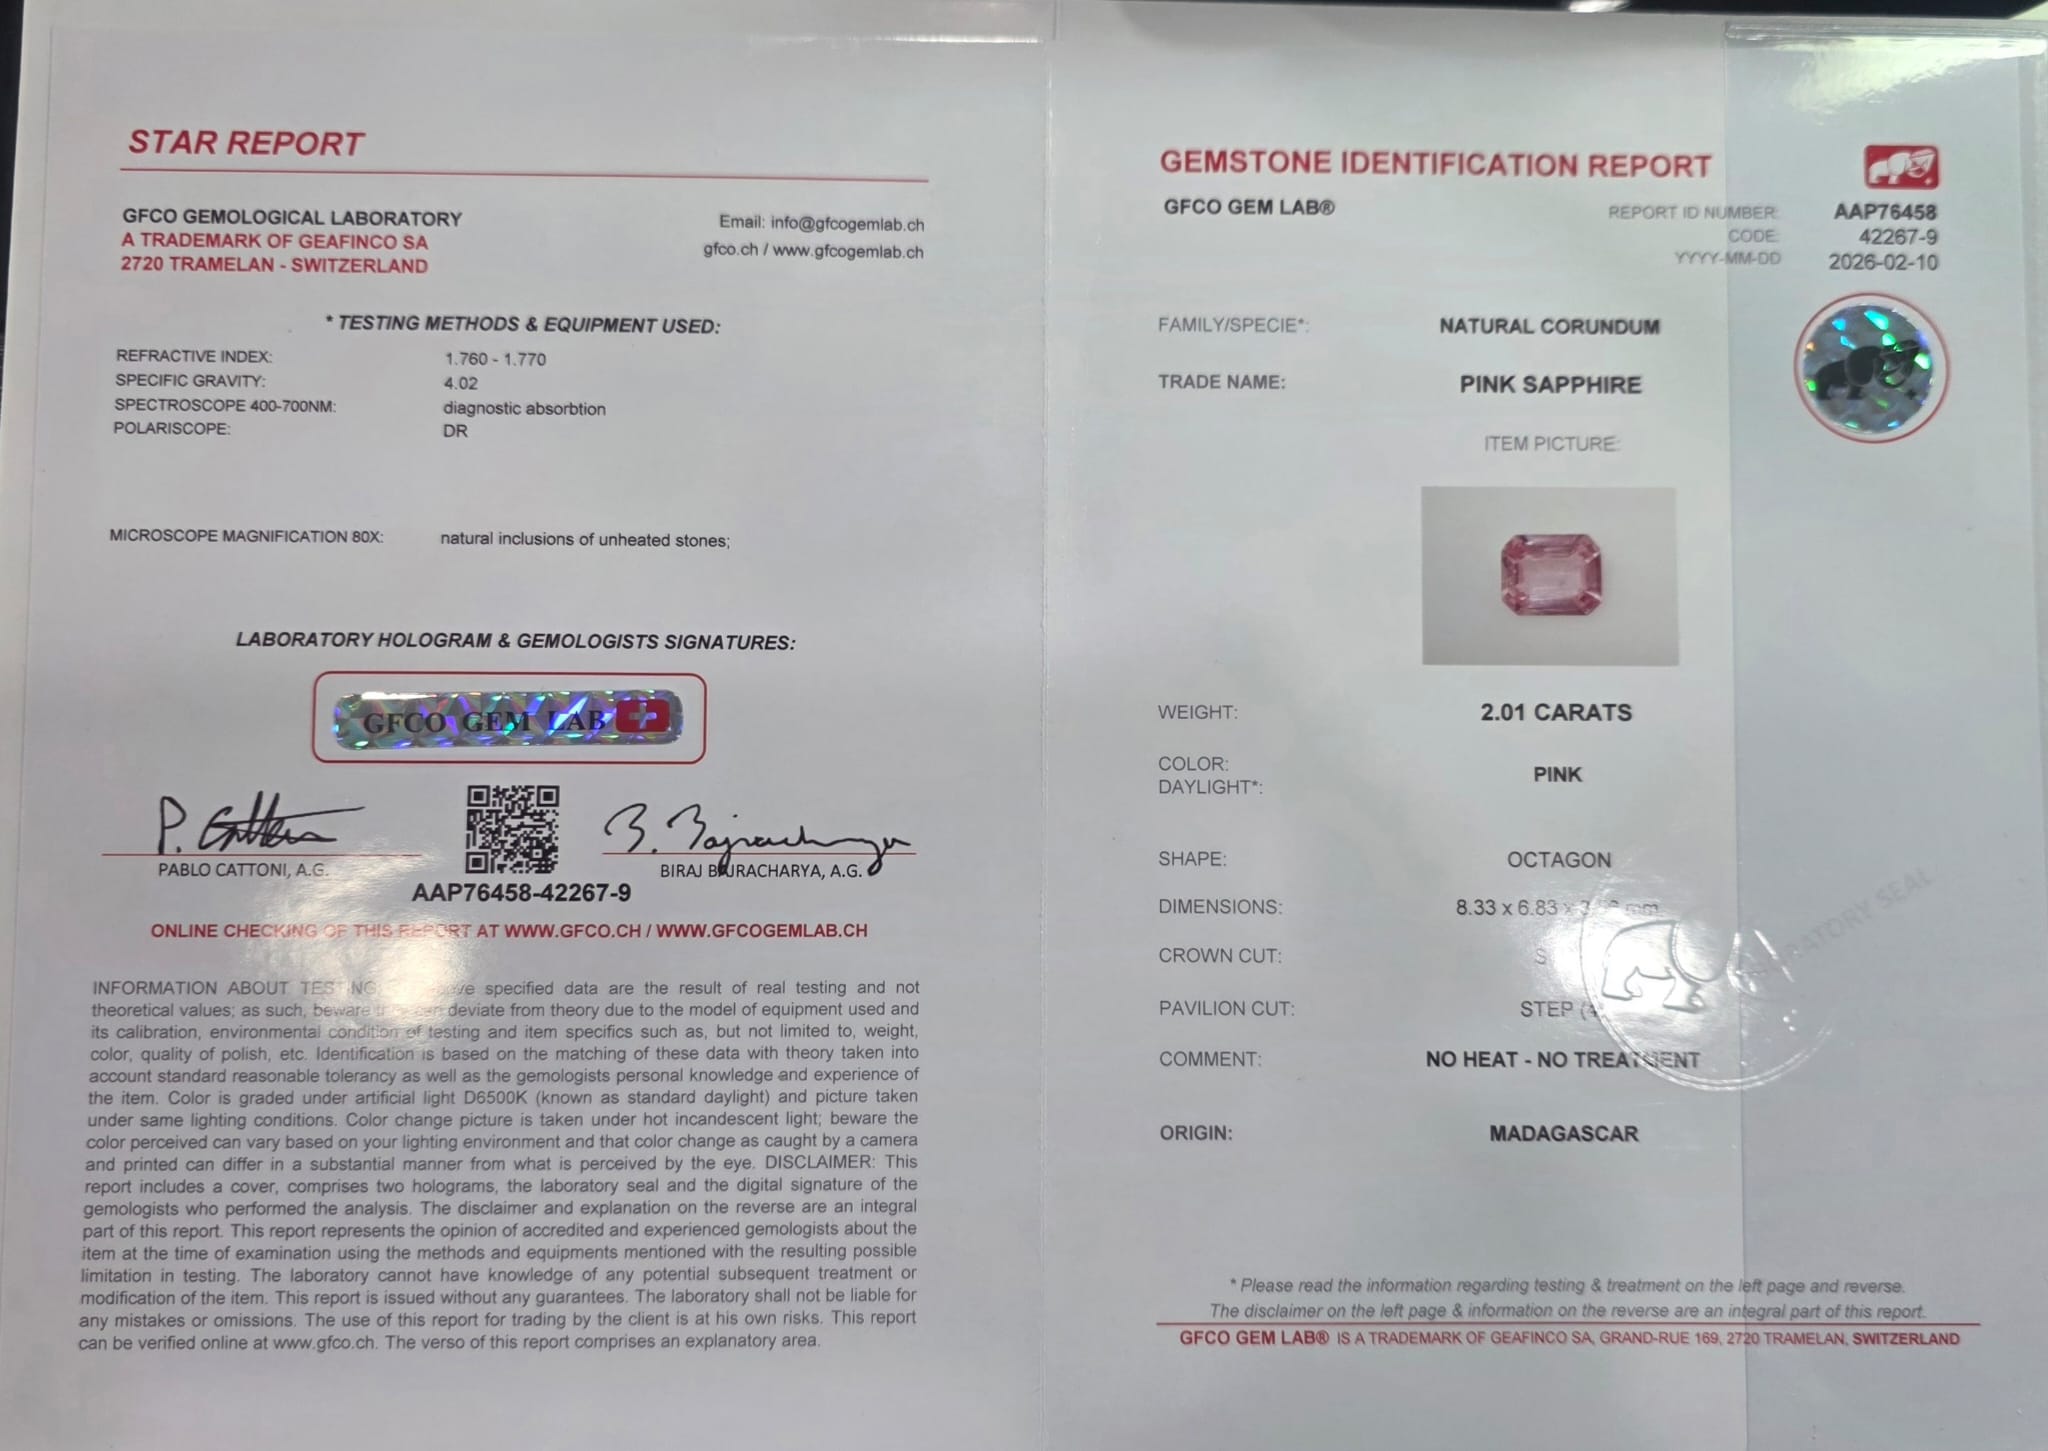 STAR REPORT
GFCO GEMOLOGICAL LABORATORY
A TRADEMARK OF GEAFINCO SA
2720 TRAMELAN - SWITZERLAND
Email: info@gfcogemlab.ch
gfco.ch / www.gfcogemlab.ch
* TESTING METHODS & EQUIPMENT USED:
REFRACTIVE INDEX: 1.760 - 1.770
SPECIFIC GRAVITY: 4.02
SPECTROSCOPE 400-700NM: diagnostic absorbtion
POLARISCOPE: DR
MICROSCOPE MAGNIFICATION 80X: natural inclusions of unheated stones;
LABORATORY HOLOGRAM & GEMOLOGISTS SIGNATURES:
GFCO GEM LAB
P. Cattoni
B. Bajracharya
PABLO CATTONI, A.G.
BIRAJ BAJRACHARYA, A.G.
AAP76458-42267-9
ONLINE CHECKING OF THIS REPORT AT WWW.GFCO.CH / WWW.GFCOGEMLAB.CH
INFORMATION ABOUT TESTING specified data are the result of real testing and not
theoretical values; as such, beware deviate from theory due to the model of equipment used and
its calibration, environmental condition of testing and item specifics such as, but not limited to, weight,
color, quality of polish, etc. Identification is based on the matching of these data with theory taken into
account standard reasonable tolerancy as well as the gemologists personal knowledge and experience of
the item. Color is graded under artificial light D6500K (known as standard daylight) and picture taken
under same lighting conditions. Color change picture is taken under hot incandescent light; beware the
color perceived can vary based on your lighting environment and that color change as caught by a camera
and printed can differ in a substantial manner from what is perceived by the eye. DISCLAIMER: This
report includes a cover, comprises two holograms, the laboratory seal and the digital signature of the
gemologists who performed the analysis. The disclaimer and explanation on the reverse are an integral
part of this report. This report represents the opinion of accredited and experienced gemologists about the
item at the time of examination using the methods and equipments mentioned with the resulting possible
limitation in testing. The laboratory cannot have knowledge of any potential subsequent treatment or
modification of the item. This report is issued without any guarantees. The laboratory shall not be liable for
any mistakes or omissions. The use of this report for trading by the client is at his own risks. This report
can be verified online at www.gfco.ch. The verso of this report comprises an explanatory area.
GEMSTONE IDENTIFICATION REPORT
GFCO GEM LAB®
REPORT ID NUMBER: AAP76458
CODE: 42267-9
YYYY-MM-DD 2026-02-10
FAMILY/SPECIE*: NATURAL CORUNDUM
TRADE NAME: PINK SAPPHIRE
ITEM PICTURE:
WEIGHT: 2.01 CARATS
COLOR:
DAYLIGHT*: PINK
SHAPE: OCTAGON
DIMENSIONS: 8.33 x 6.83 x mm
CROWN CUT:
PAVILION CUT: STEP
COMMENT: NO HEAT - NO TREATMENT
ORIGIN: MADAGASCAR
LABORATORY SEAL
* Please read the information regarding testing & treatment on the left page and reverse.
The disclaimer on the left page & information on the reverse are an integral part of this report.
GFCO GEM LAB® IS A TRADEMARK OF GEAFINCO SA, GRAND-RUE 169, 2720 TRAMELAN, SWITZERLAND